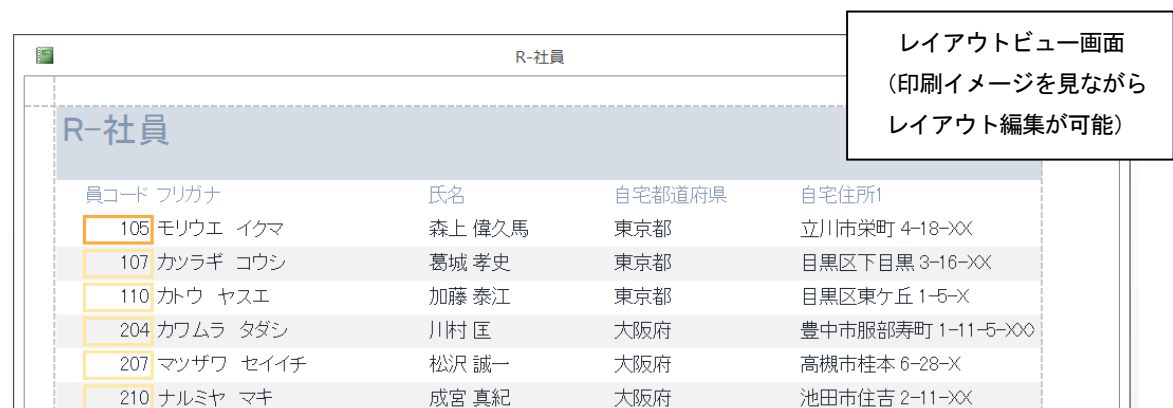 R-社員
レイアウトビュー画面
（印刷イメージを見ながら
レイアウト編集が可能）
R-社員
員コード フリガナ 氏名 自宅都道府県 自宅住所1
105 モリウエ イクマ 森上 偉久馬 東京都 立川市栄町 4-18-XX
107 カツラギ コウシ 葛城 孝史 東京都 目黒区下目黒 3-16-XX
110 カトウ ヤスエ 加藤 泰江 東京都 目黒区東ケ丘 1-5-X
204 カワムラ タダシ 川村 匡 大阪府 豊中市服部寿町 1-11-5-XXX
207 マツザワ セイイチ 松沢 誠一 大阪府 高槻市桂本 6-28-X
210 ナルミヤ マキ 成宮 真紀 大阪府 池田市住吉 2-11-XX